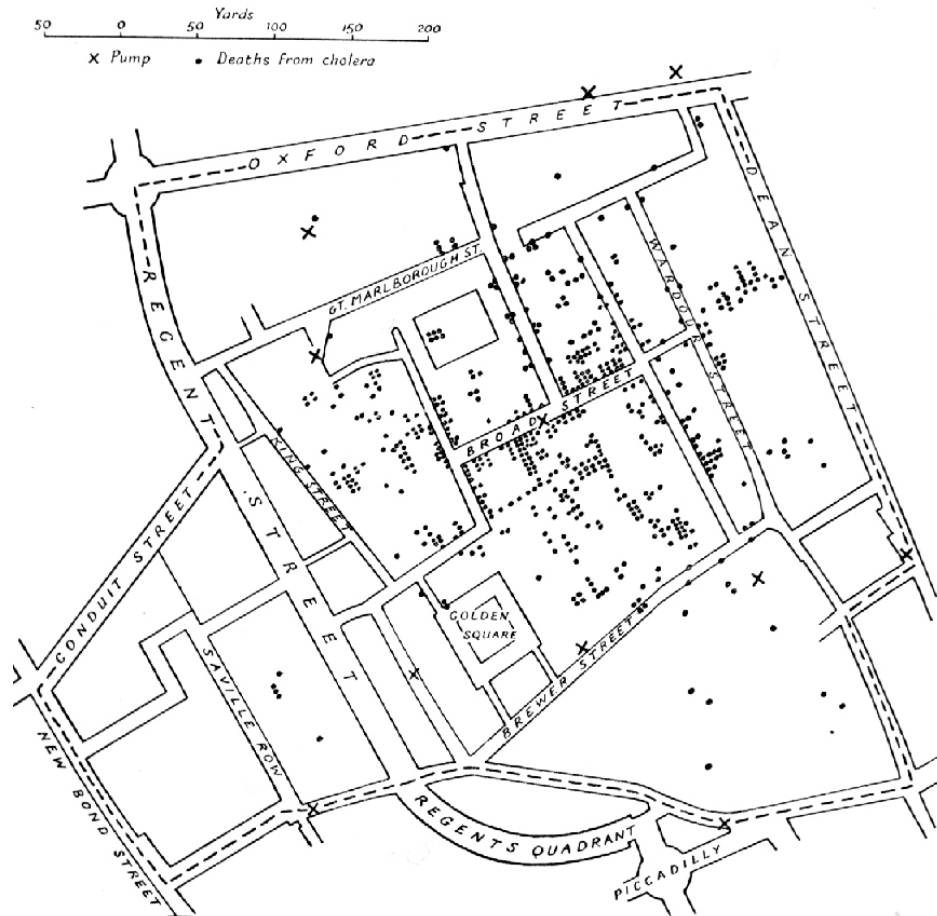 Yards
50 0 50 100 150 200
× Pump • Deaths from cholera
OXFORD STREET
DEAN STREET
REGENT STREET
WARDOUR STREET
GT. MARLBOROUGH ST.
BROAD STREET
KING STREET
CONDUIT STREET
GOLDEN
SQUARE
BREWER STREET
SAVILLE ROW
NEW BOND STREET
REGENTS QUADRANT
PICCADILLY